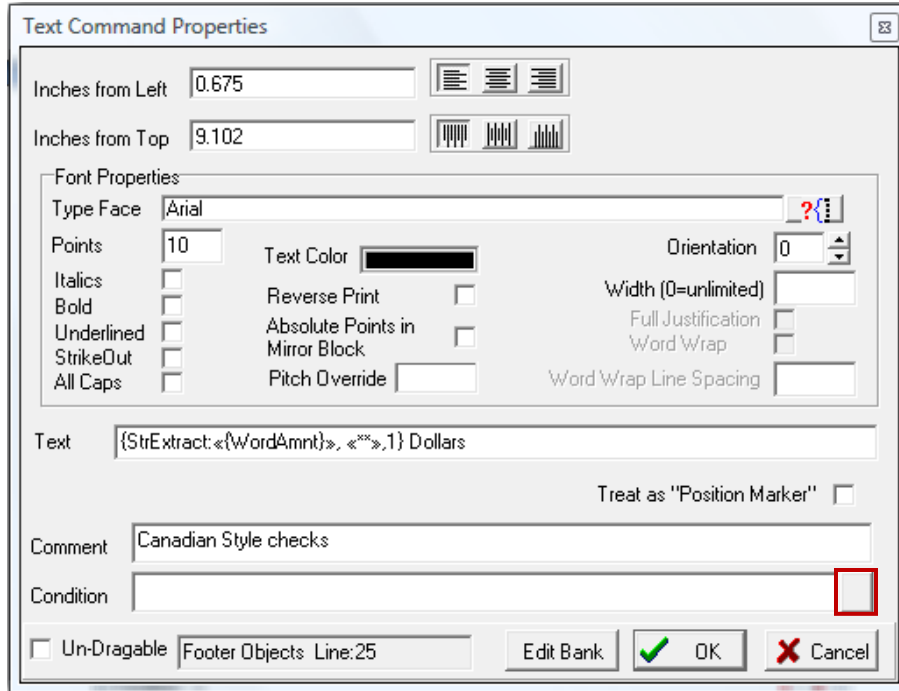 Text Command Properties
Inches from Left 0.675
Inches from Top 9.102
Font Properties
Type Face Arial
?{
Points 10
Text Color
Orientation 0
Italics
Reverse Print
Width (0=unlimited)
Bold
Absolute Points in
Mirror Block
Full Justification
Underlined
Word Wrap
StrikeOut
All Caps
Pitch Override
Word Wrap Line Spacing
Text {StrExtract:«{WordAmnt}», «**»,1} Dollars
Treat as "Position Marker"
Comment Canadian Style checks
Condition
Un-Dragable Footer Objects Line:25 Edit Bank OK Cancel